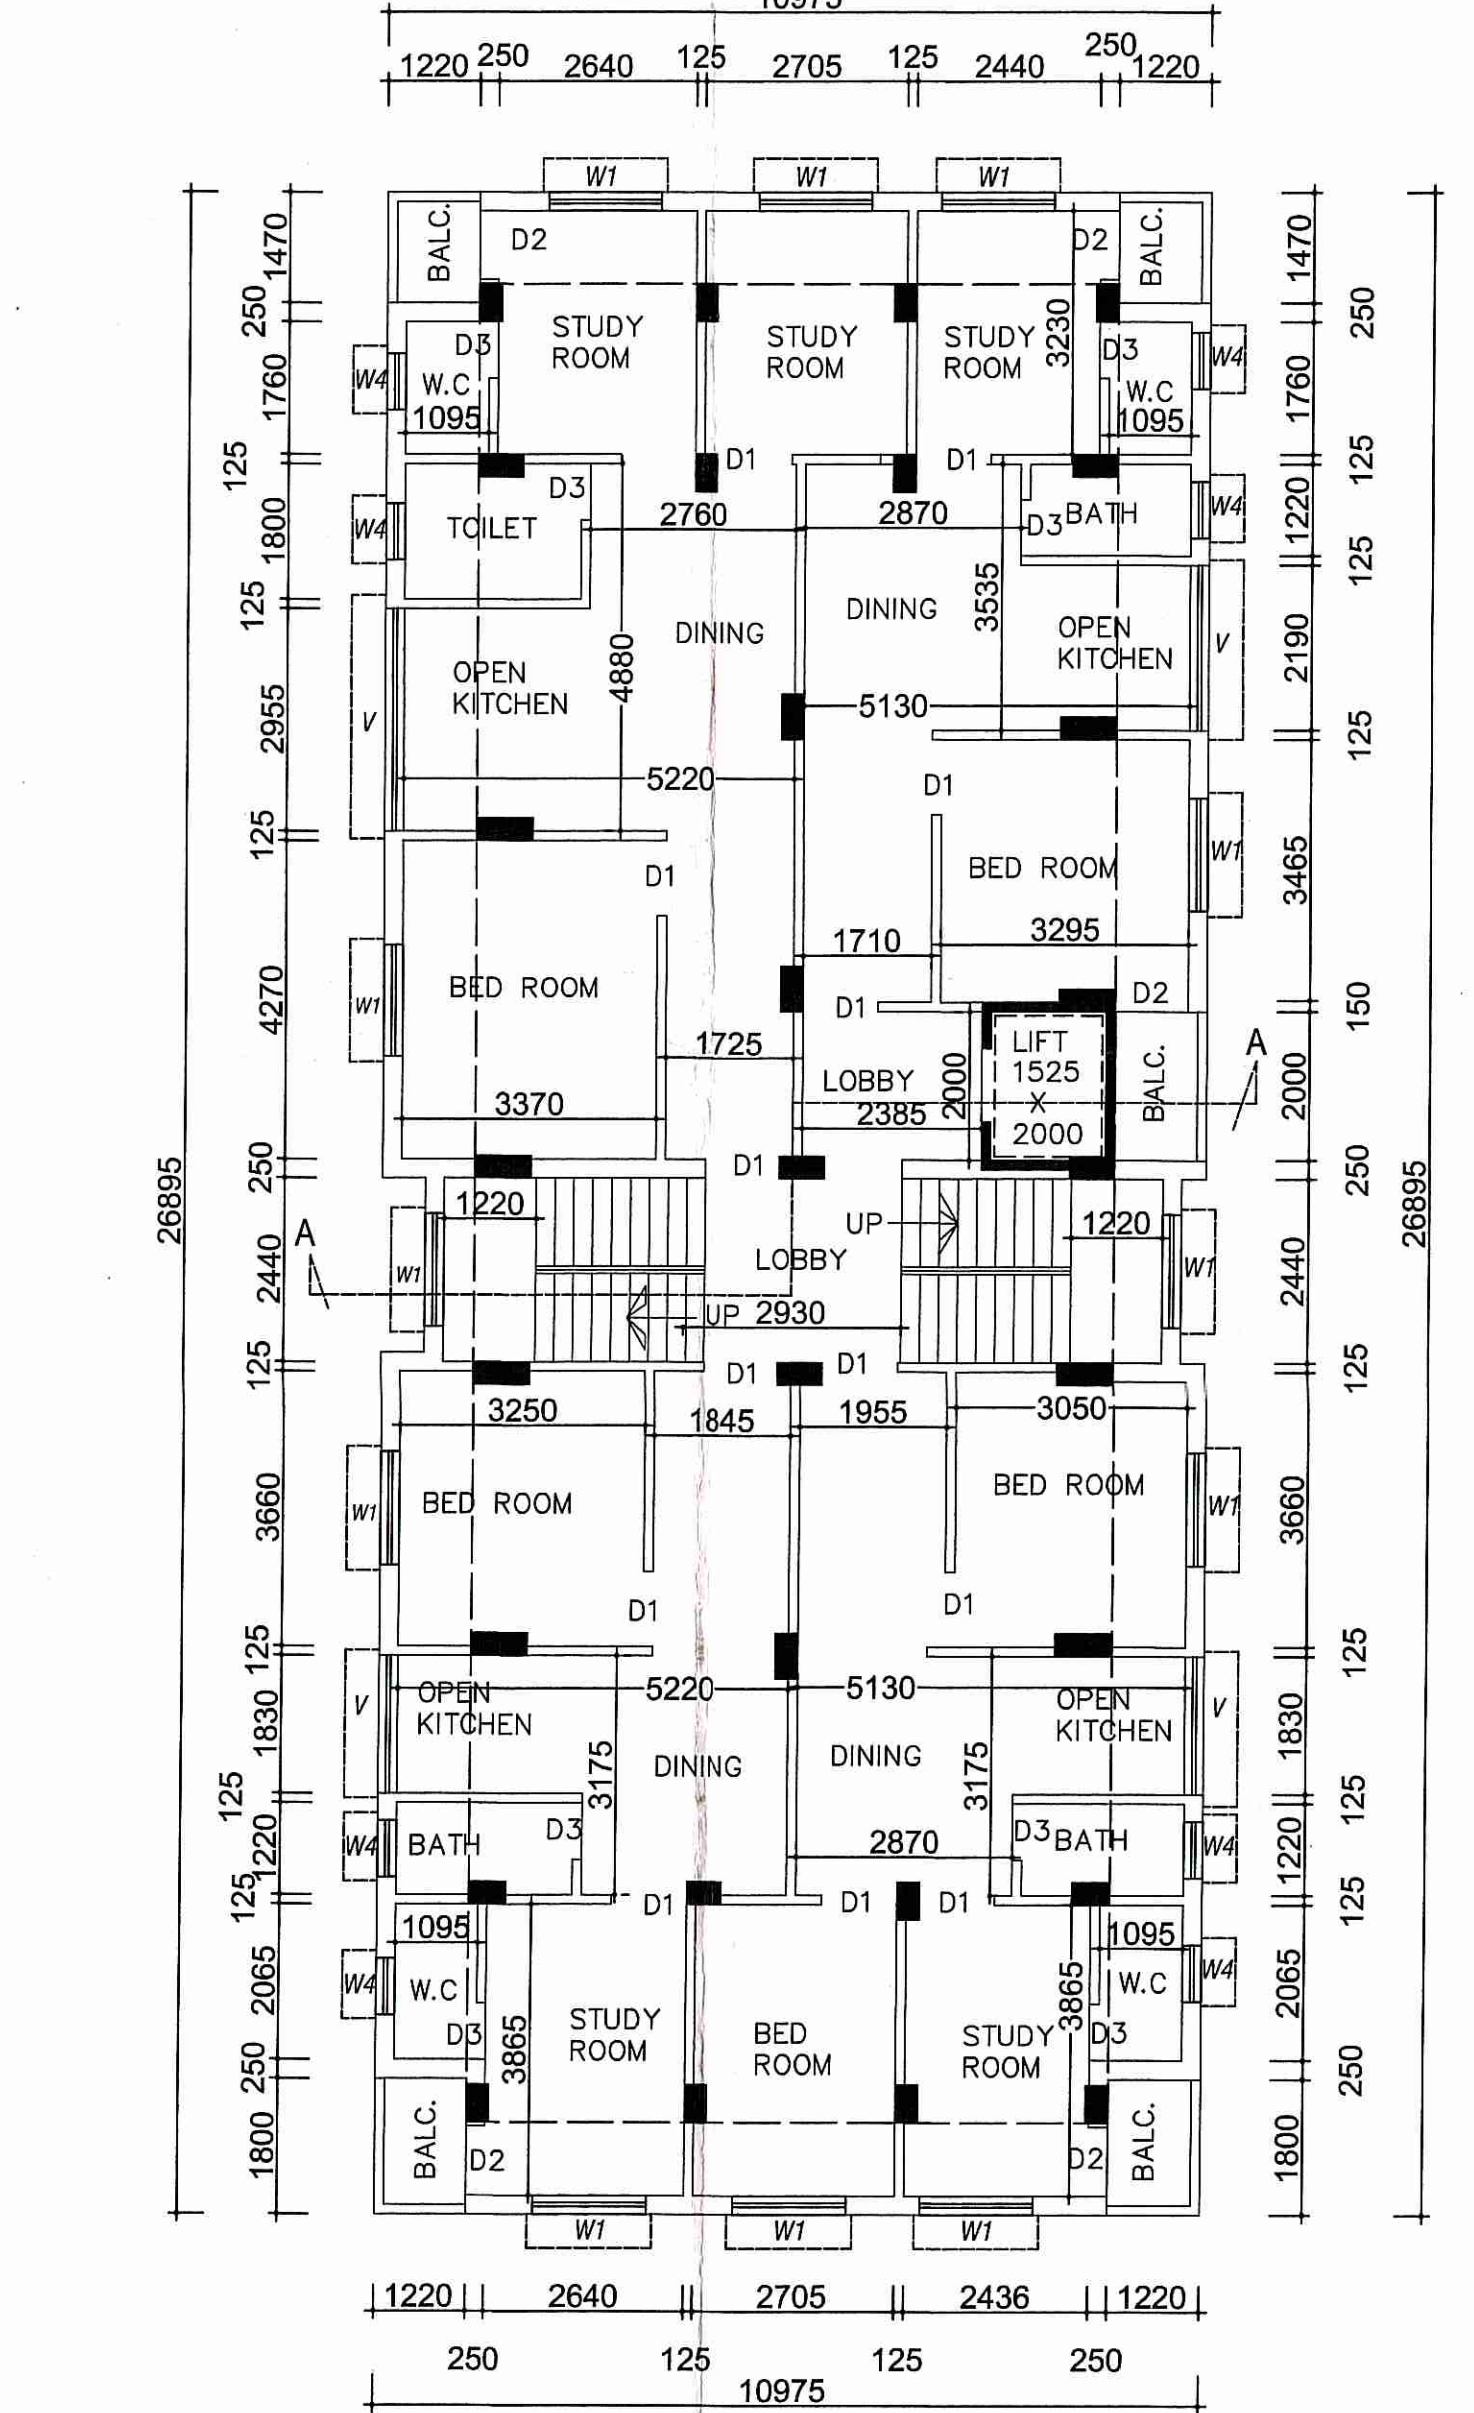 10975
1220 250 2640 125 2705 125 2440 250 1220
W1 W1 W1
BALC. D2 D2 BALC.
1470 1470
250 250
STUDY
ROOM
STUDY
ROOM
STUDY
ROOM
3230
W4 D3 D3 W4
W.C W.C
1760 1760
1095 1095
125 D1 D1 125
D3
W4 TOILET 2760 2870 D3 BATH W4
1800 1220
125 125
3535
DINING DINING
OPEN
KITCHEN
OPEN
KITCHEN
V V
4880 2190
2955
5130
125
5220
D1
125
D1
BED ROOM W1
3465
1710 3295
BED ROOM
W1
4270
D1 D2
150
1725
LIFT
1525
X
2000
LOBBY
2000
BALC.
A
2000
2385
3370
250 D1 250
26895 26895
1220 UP 1220
A
W1 LOBBY W1
2440 2440
UP 2930
125 D1 D1 125
3250 1845 1955 3050
BED ROOM BED ROOM
W1 W1
3660 3660
D1 D1
125 125
5220 5130
V V
OPEN
KITCHEN
OPEN
KITCHEN
1830 1830
DINING DINING
3175 3175
125 125
W4 BATH D3 2870 D3 BATH W4
1220 1220
125 D1 D1 D1 125
1095 1095
W4 W.C W.C W4
2065 2065
D3 D3
3865 3865
STUDY
ROOM
BED
ROOM
STUDY
ROOM
250 250
BALC. D2 D2 BALC.
1800 1800
W1 W1 W1
1220 2640 2705 2436 1220
250 125 125 250
10975